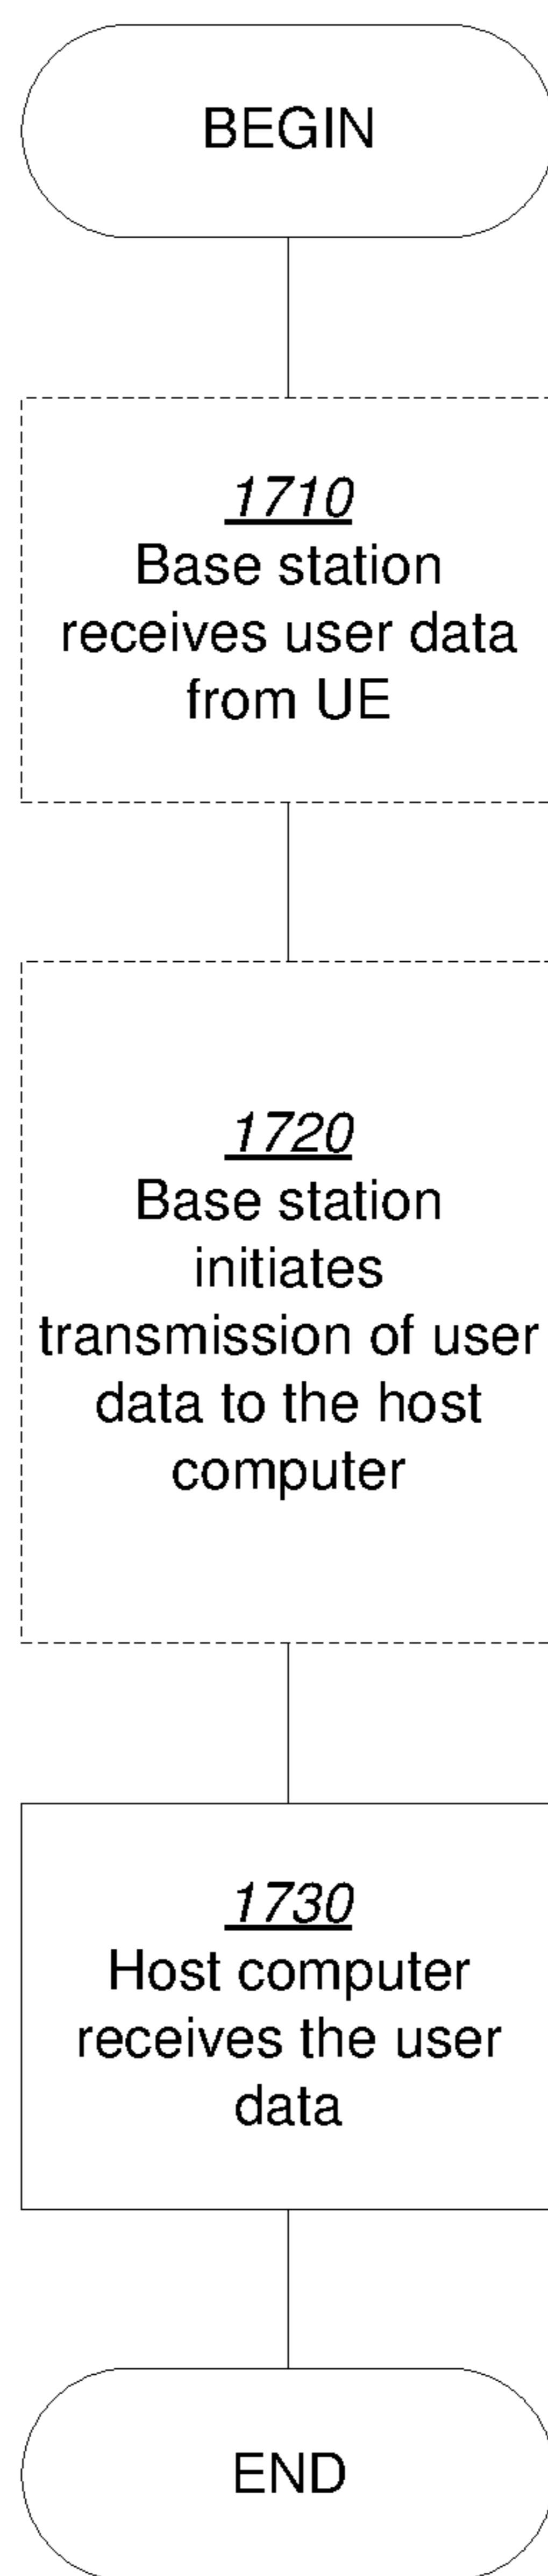 BEGIN
1710
Base station
receives user data
from UE
1720
Base station
initiates
transmission of user
data to the host
computer
1730
Host computer
receives the user
data
END